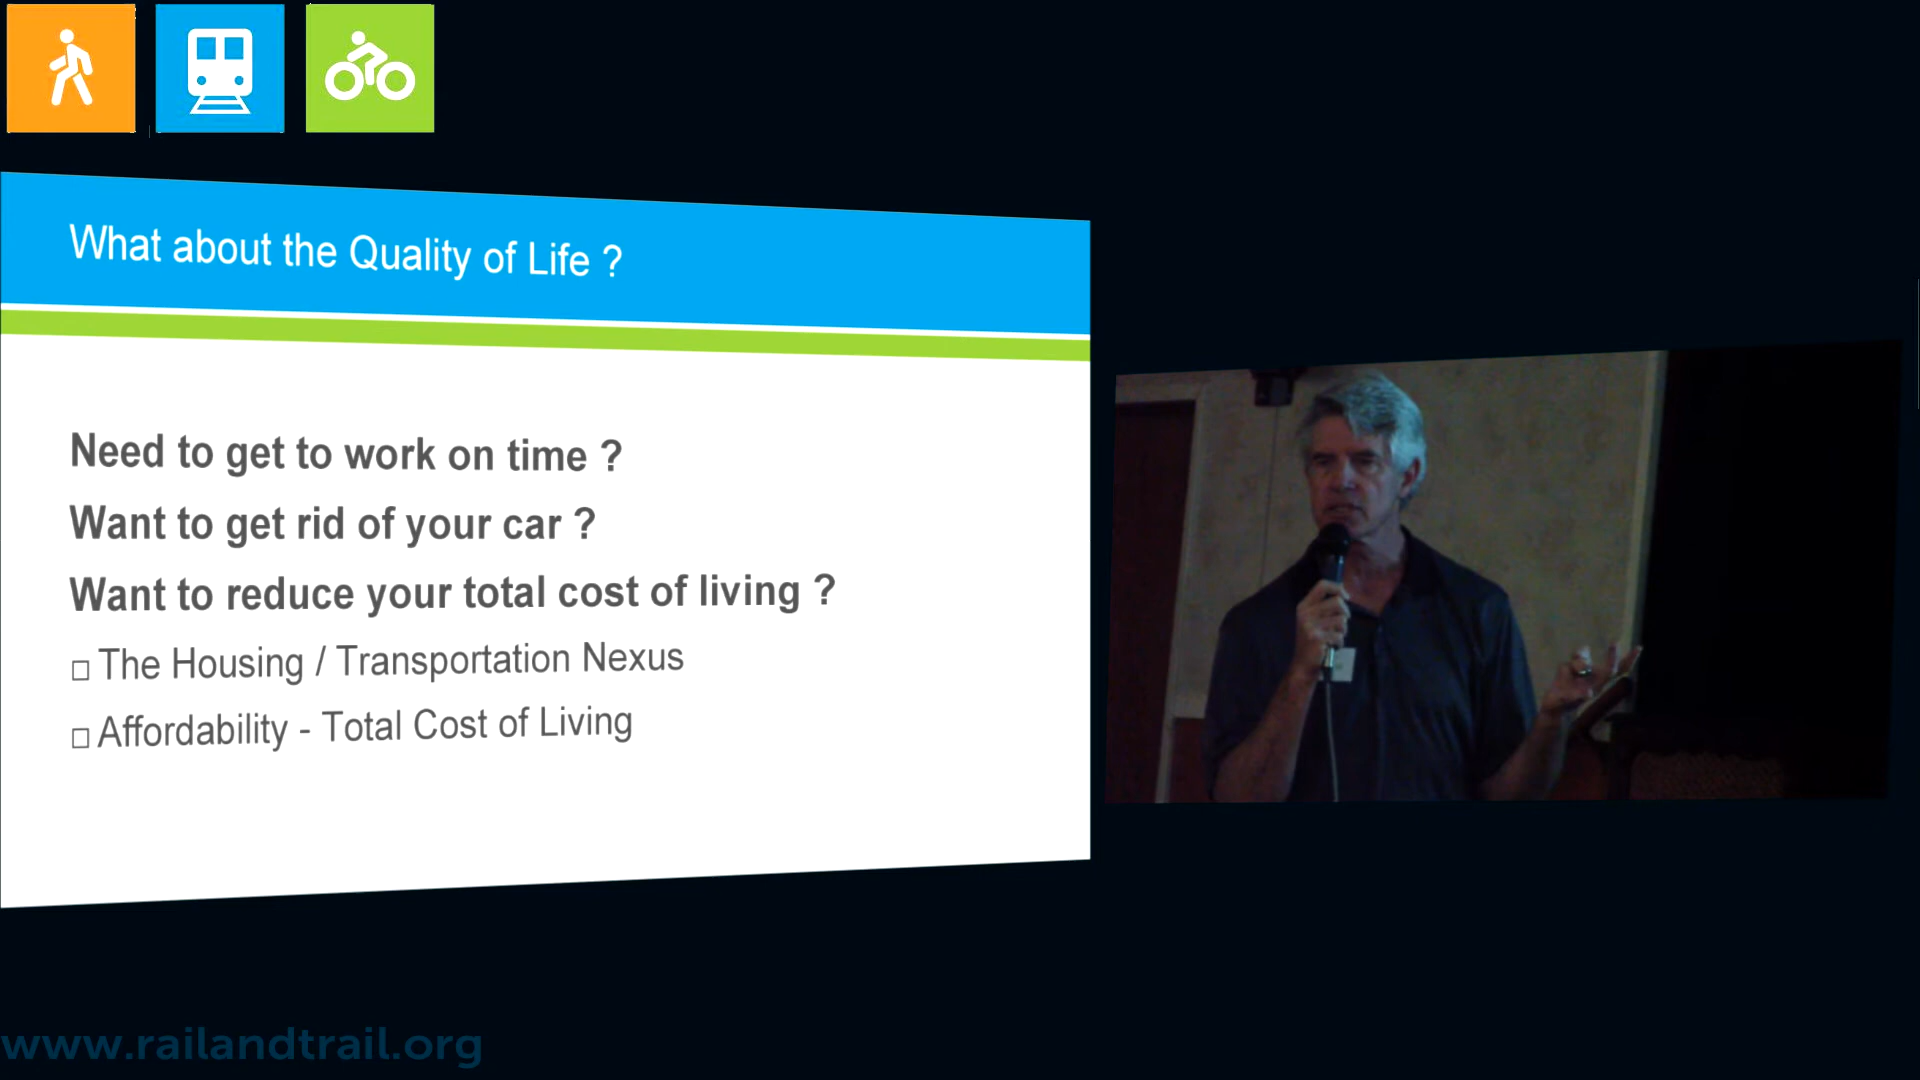 What about the Quality of Life ?
Need to get to work on time ?
Want to get rid of your car ?
Want to reduce your total cost of living ?
□ The Housing / Transportation Nexus
□ Affordability - Total Cost of Living
www.railandtrail.org